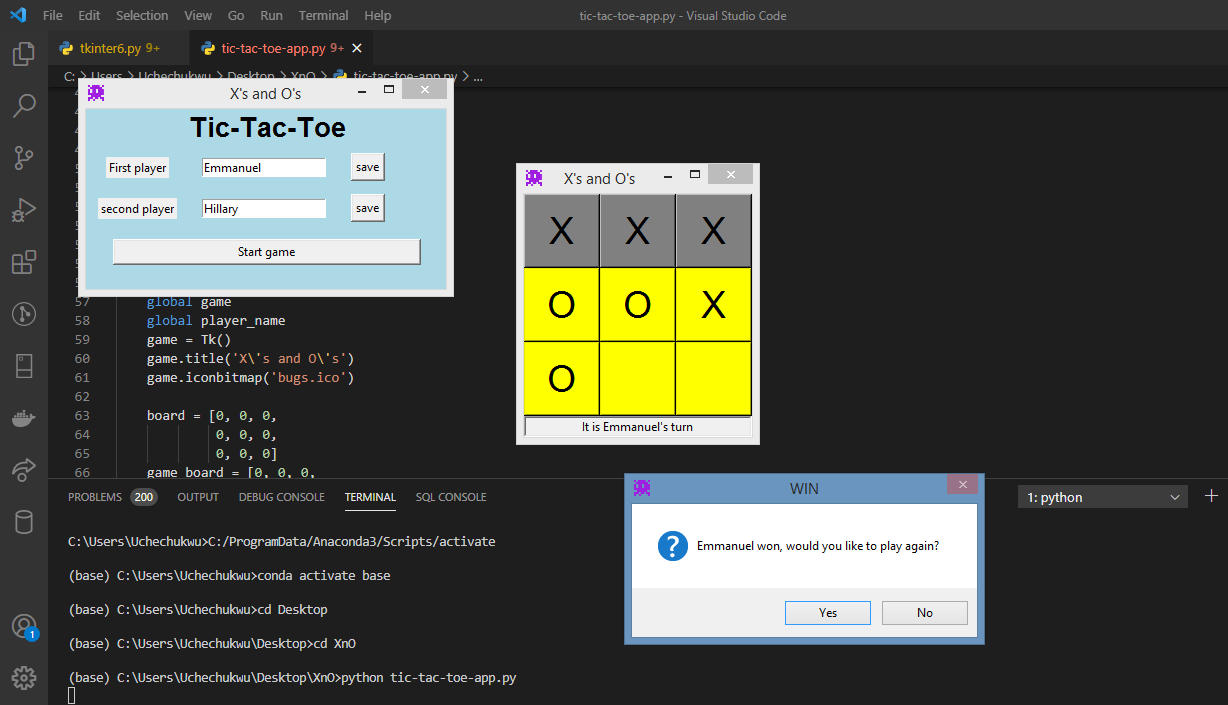 File Edit Selection View Go Run Terminal Help tic-tac-toe-app.py - Visual Studio Code
tkinter6.py 9+ tic-tac-toe-app.py 9+
C: > Users > Uchechukwu > Desktop > XnO > tic-tac-toe-app.py > ...
X's and O's
Tic-Tac-Toe
First player Emmanuel save
second player Hillary save
Start game
X's and O's
X X X
O O X
O
It is Emmanuel's turn
57 global game
58 global player_name
59 game = Tk()
60 game.title('X\'s and O\'s')
61 game.iconbitmap('bugs.ico')
62
63 board = [0, 0, 0,
64 0, 0, 0,
65 0, 0, 0]
66 game_board = [0, 0, 0,
PROBLEMS 200 OUTPUT DEBUG CONSOLE TERMINAL SQL CONSOLE 1: python
WIN
Emmanuel won, would you like to play again?
Yes No
C:\Users\Uchechukwu>C:/ProgramData/Anaconda3/Scripts/activate
(base) C:\Users\Uchechukwu>conda activate base
(base) C:\Users\Uchechukwu>cd Desktop
(base) C:\Users\Uchechukwu\Desktop>cd XnO
(base) C:\Users\Uchechukwu\Desktop\XnO>python tic-tac-toe-app.py
1